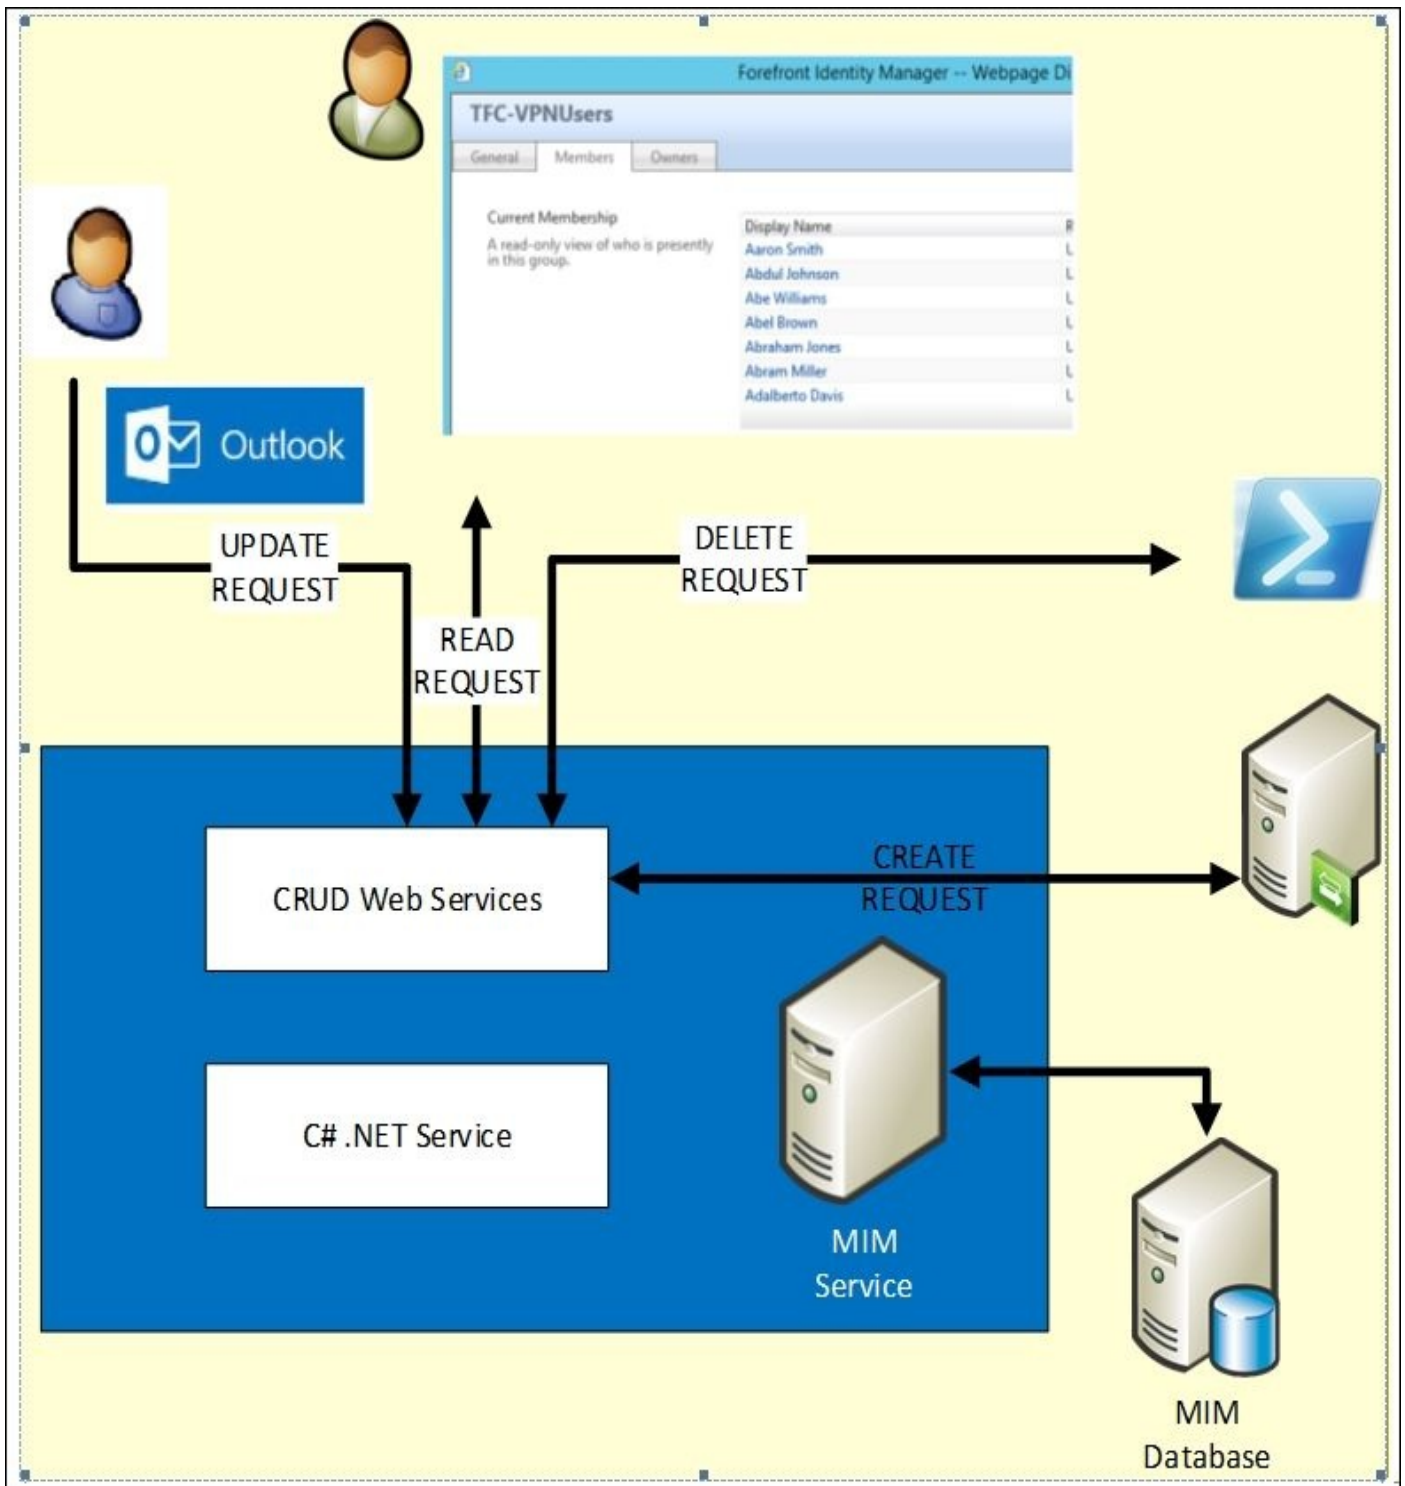 Forefront Identity Manager -- Webpage Di
TFC-VPNUsers
General Members Owners
Current Membership
A read-only view of who is presently
in this group.
Display Name R
Aaron Smith L
Abdul Johnson L
Abe Williams L
Abel Brown L
Abraham Jones L
Abram Miller L
Adalberto Davis L
Outlook
UPDATE
REQUEST
DELETE
REQUEST
READ
REQUEST
CREATE
REQUEST
CRUD Web Services
C# .NET Service
MIM
Service
MIM
Database